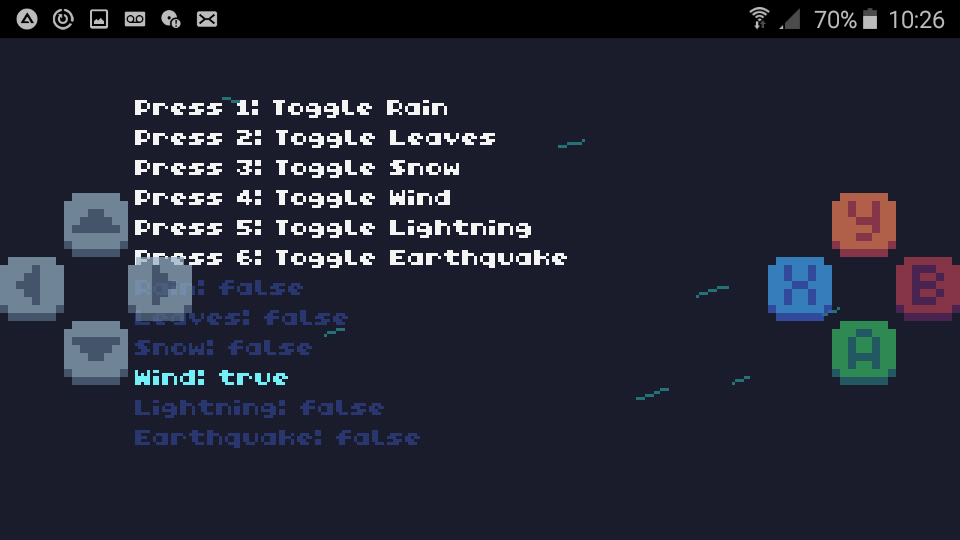 70% 10:26
Press 1: Toggle Rain
Press 2: Toggle Leaves
Press 3: Toggle Snow
Press 4: Toggle Wind
Press 5: Toggle Lightning
Press 6: Toggle Earthquake
Rain: false
Leaves: false
Snow: false
Wind: true
Lightning: false
Earthquake: false
Y
X
B
A